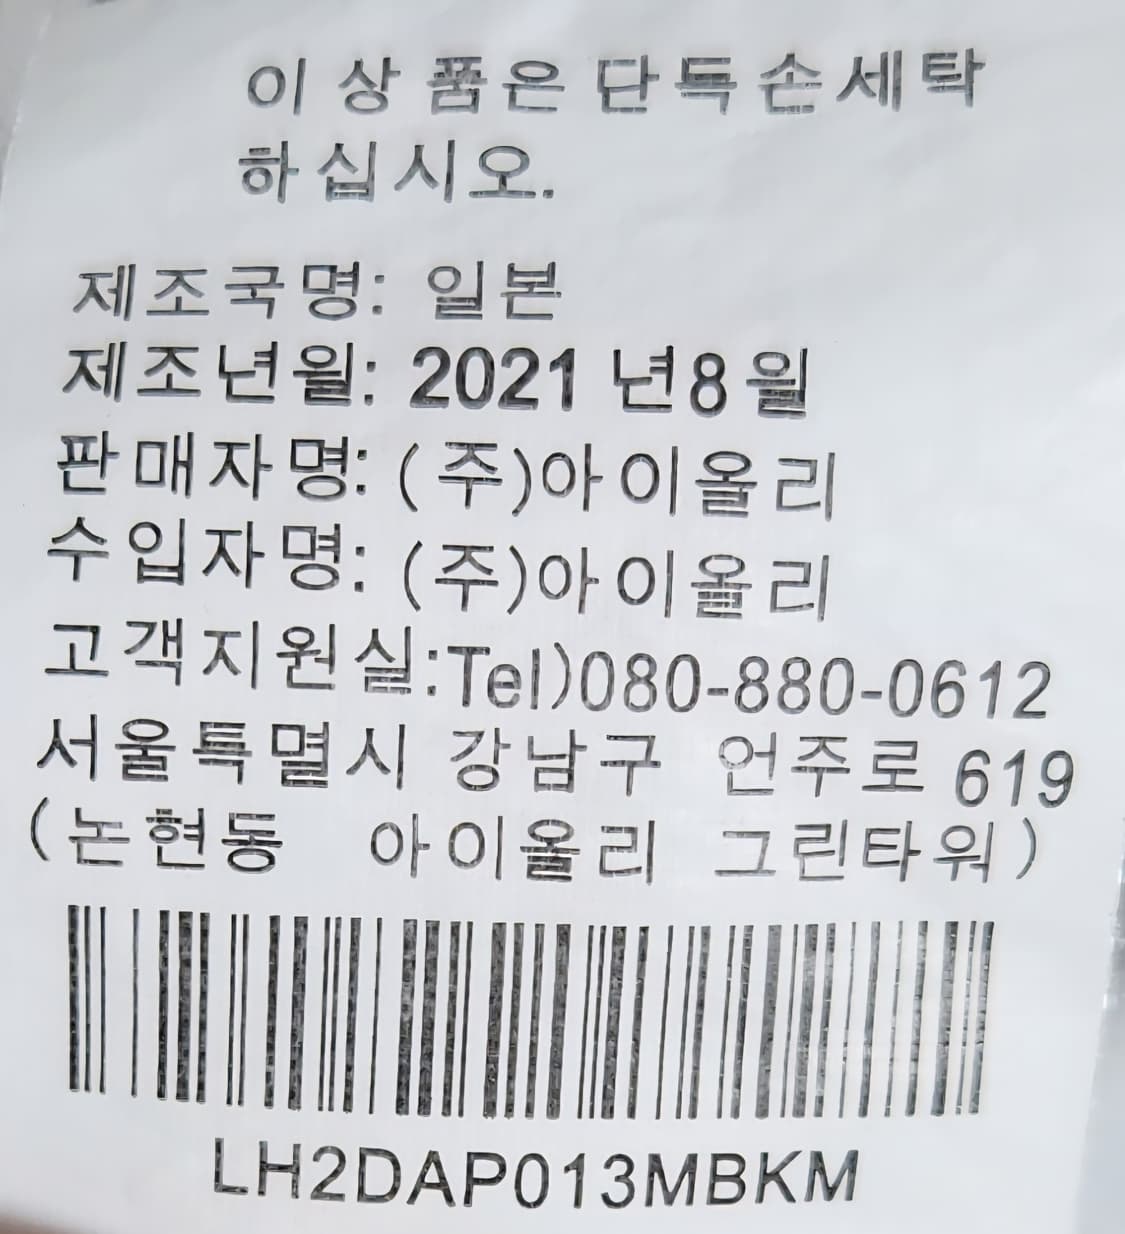 이 상 품은 단독손세탁
하십시오.
제조국명: 일본
제조년월: 2021 년8월
판매자명: (주)아이올리
수입자명: (주)아이올리
고객지원실:Tel)080-880-0612
서울특별시 강남구 언주로 619
(논현동 아이올리 그린타워)
LH2DAP013MBKM